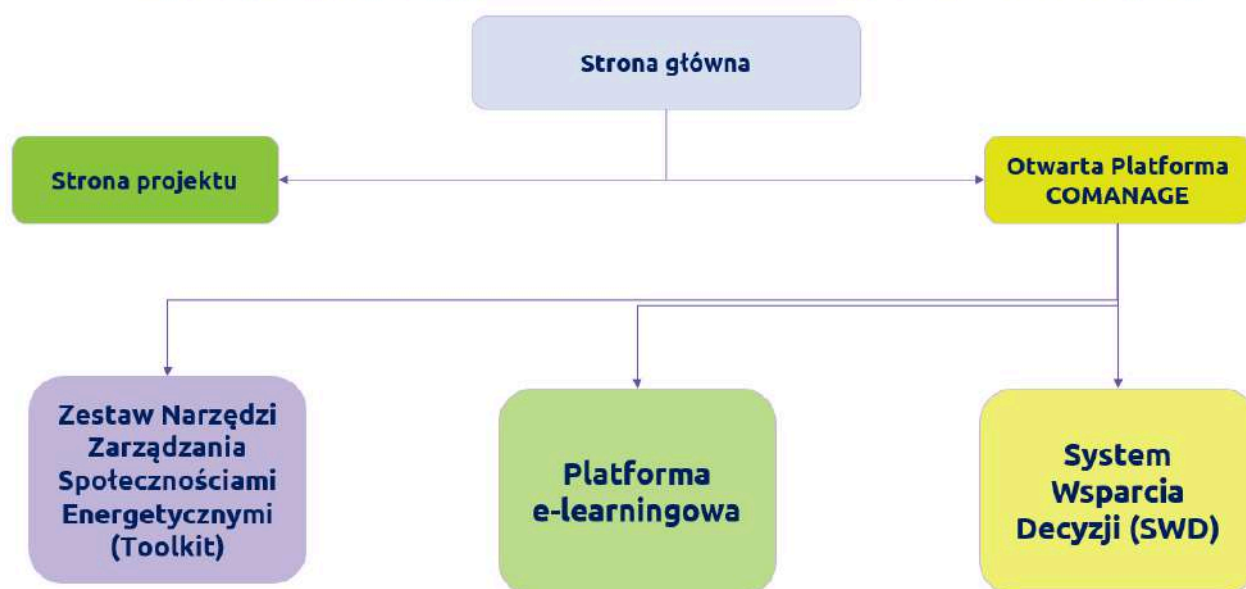 Strona główna
Strona projektu
Otwarta Platforma
COMANAGE
Zestaw Narzędzi
Zarządzania
Społecznościami
Energetycznymi
(Toolkit)
Platforma
e-learningowa
System
Wsparcia
Decyzji (SWD)